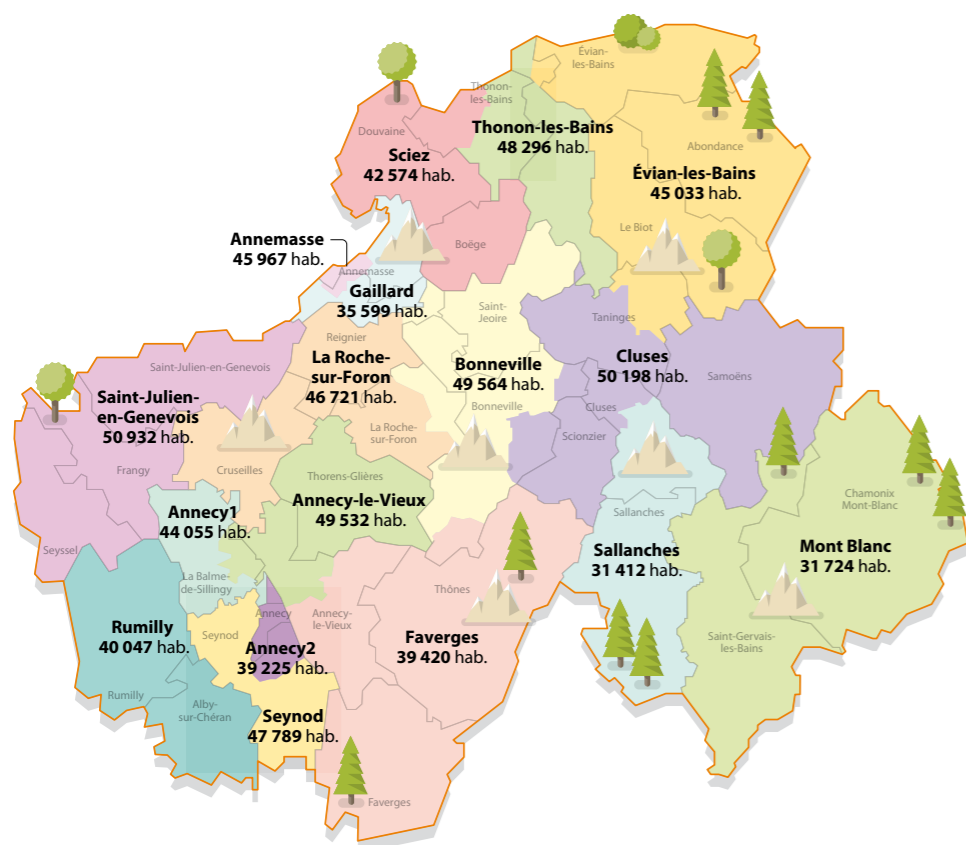 Évian-
les-Bains
Thonon-
les-Bains
Douvaine
Thonon-les-Bains
48 296 hab.
Abondance
Sciez
42 574 hab.
Évian-les-Bains
45 033 hab.
Le Biot
Boëge
Annemasse
45 967 hab.
Annemasse
Gaillard
35 599 hab.
Saint-
Jeoire
Taninges
Reignier
La Roche-
sur-Foron
46 721 hab.
Bonneville
49 564 hab.
Cluses
50 198 hab.
Samoëns
Saint-Julien-en-Genevois
Saint-Julien-
en-Genevois
50 932 hab.
Bonneville
Cluses
La Roche-
sur-Foron
Scionzier
Frangy
Cruseilles
Thorens-Glières
Annecy-le-Vieux
49 532 hab.
Annecy1
44 055 hab.
Sallanches
Chamonix
Mont-Blanc
Seyssel
Sallanches
31 412 hab.
Mont Blanc
31 724 hab.
La Balme-
de-Sillingy
Thônes
Annecy
Annecy-
le-Vieux
Rumilly
40 047 hab.
Seynod
Annecy2
39 225 hab.
Faverges
39 420 hab.
Saint-Gervais-
les-Bains
Rumilly
Alby-
sur-Chéran
Seynod
47 789 hab.
Faverges